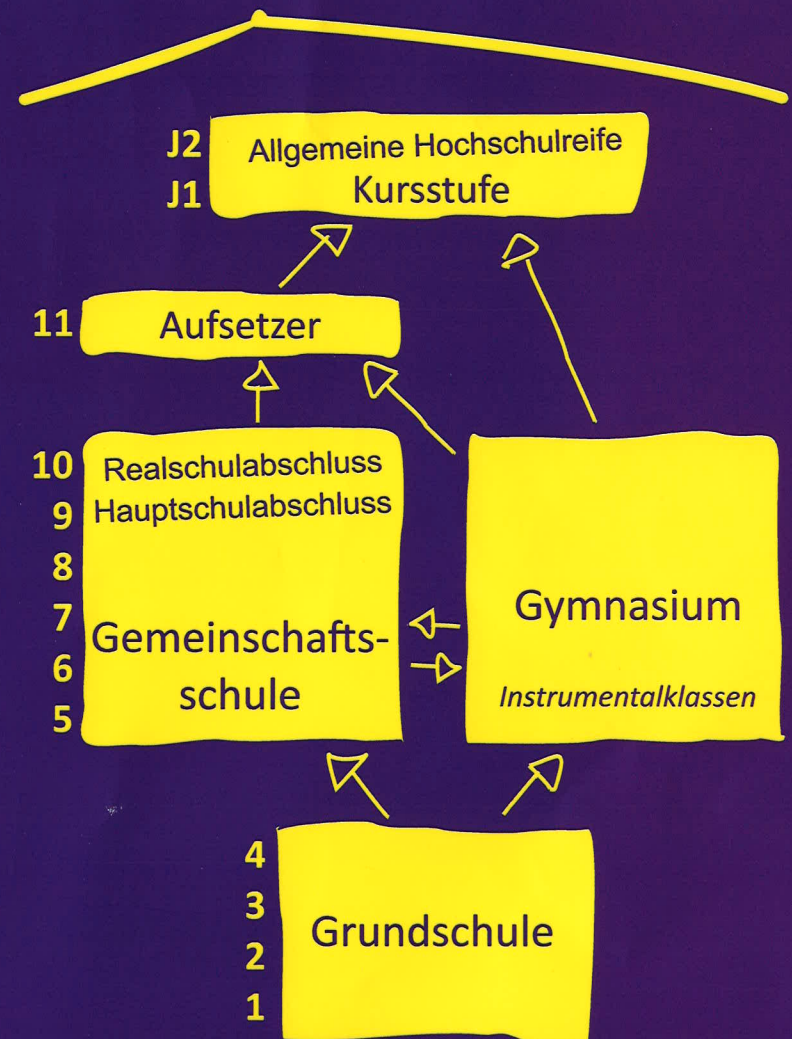 J2 Allgemeine Hochschulreife
J1 Kursstufe
11 Aufsetzer
10 Realschulabschluss
9 Hauptschulabschluss
8
7
6
5
Gemeinschafts-
schule
Gymnasium
Instrumentalklassen
4
3
2
1
Grundschule